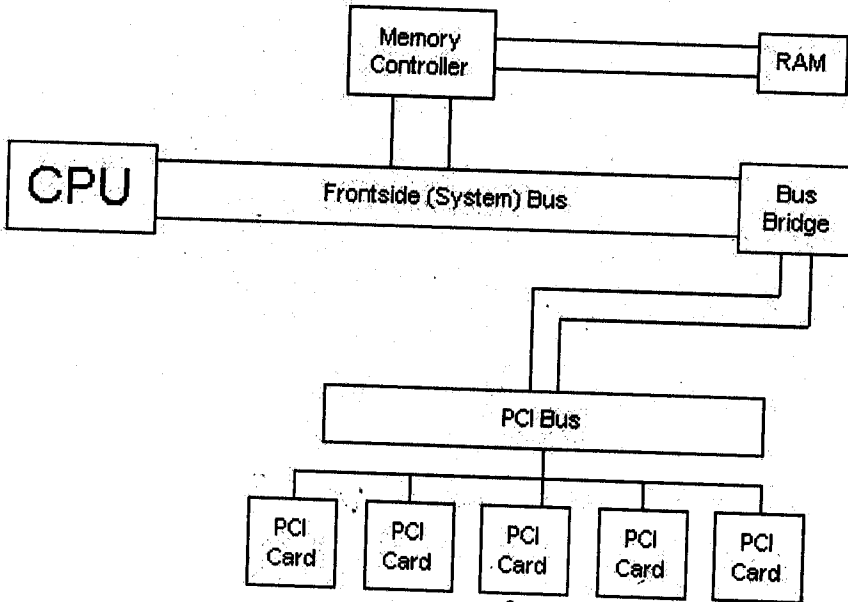 Memory
Controller
RAM
CPU
Frontside (System) Bus
Bus
Bridge
PCI Bus
PCI
Card
PCI
Card
PCI
Card
PCI
Card
PCI
Card